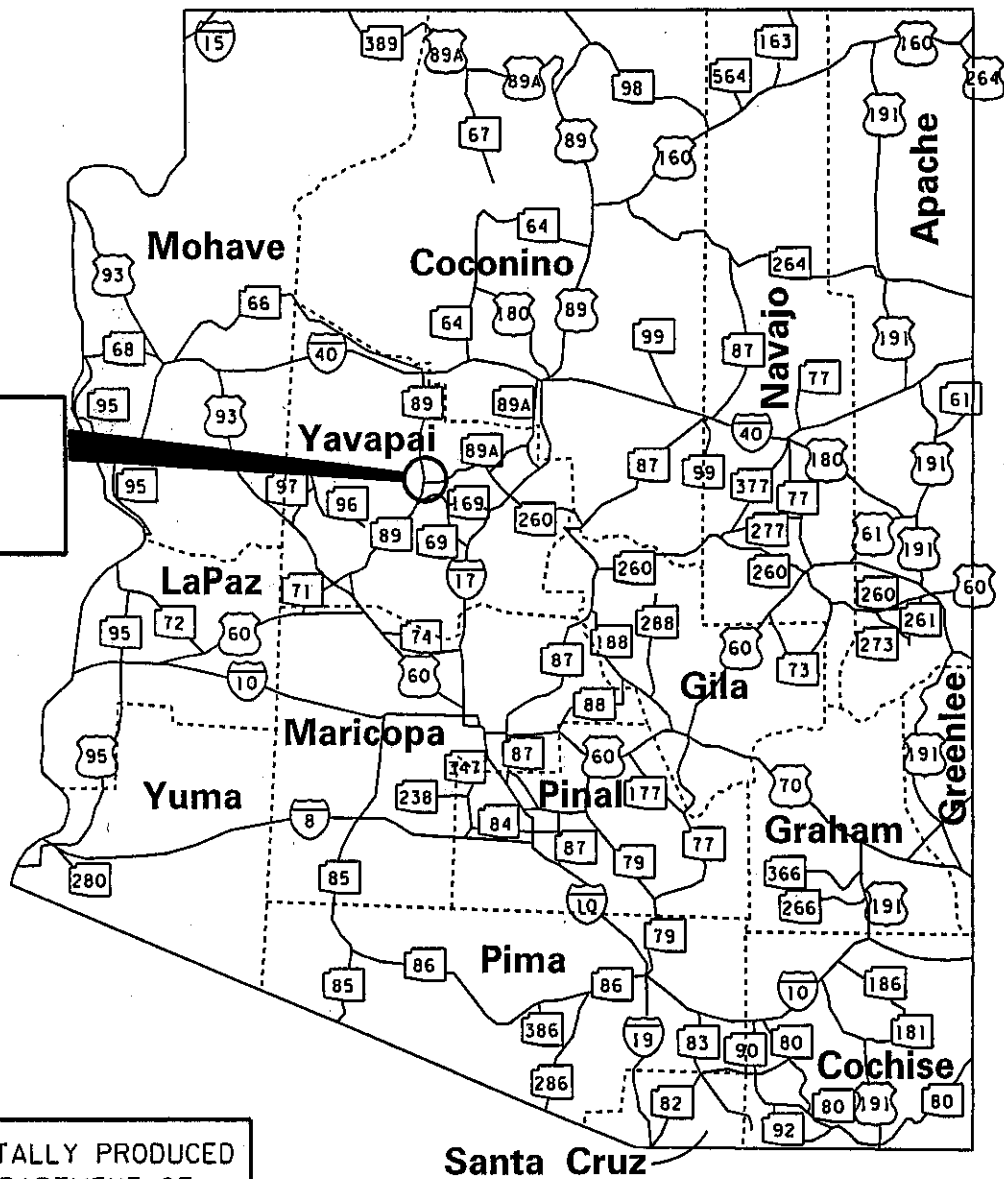 15 389 89A 163 160
89A 564 264
98
67 89 191
160
Apache
64
Mohave Coconino 264
93
66 180 89 Navajo
64 99 191
68 40 87
77
95 93 89 89A 61
Yavapai 40
89A 87 180 191
95 97 169 99 377 77
96 260
89 69 277 61
191
17 260 260 60
LaPaz 71 260
95 72 60 74 188 288 261
87 60 73 273
10 60 Gila
88 Greenlee
Maricopa 87
95 347 60 191
Yuma 238 Pinal 177 70
8 84 Graham
87 77
280 85 79 366
10 266 191
79
Pima
86 86 10
85 186
386 181
19 83 90 80
286 Cochise
82 80 191 80
92
Santa Cruz
TALLY PRODUCED